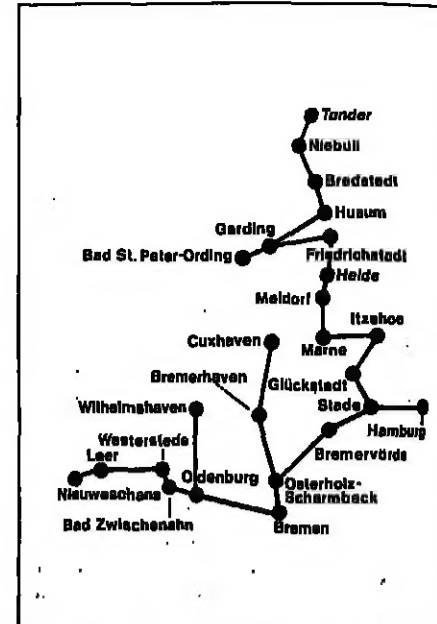 Tander
Niebüll
Bredstedt
Husum
Garding
Friedrichstadt
Bad St. Peter-Ording
Heide
Meldorf
Itzehoe
Cuxhaven
Marne
Bremerhaven
Glückstadt
Wilhelmshaven
Stade
Hamburg
Westerstede
Bremervörde
Leer
Oldenburg
Osterholz-
Scharmbeck
Nieuweschans
Bremen
Bad Zwischenahn